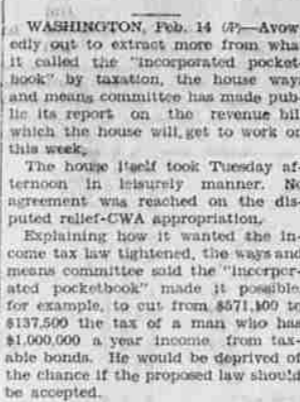 WASHINGTON, Feb. 14 (AP)—Avow
edly out to extract more from wha
it called the "incorporated pocket
book" by taxation, the house ways
and means committee has made pub
lic its report on the revenue bil
which the house will get to work on
this week.
The house itself took Tuesday af-
ternoon in leisurely manner. No
agreement was reached on the dis-
puted relief-CWA appropriation.
Explaining how it wanted the in-
come tax law tightened, the ways and
means committee said the "incorpor-
ated pocketbook" made it possible,
for example, to cut from $571,100 to
$137,500 the tax of a man who has
$1,000,000 a year income from tax-
able bonds. He would be deprived of
the chance if the proposed law should
be accepted.